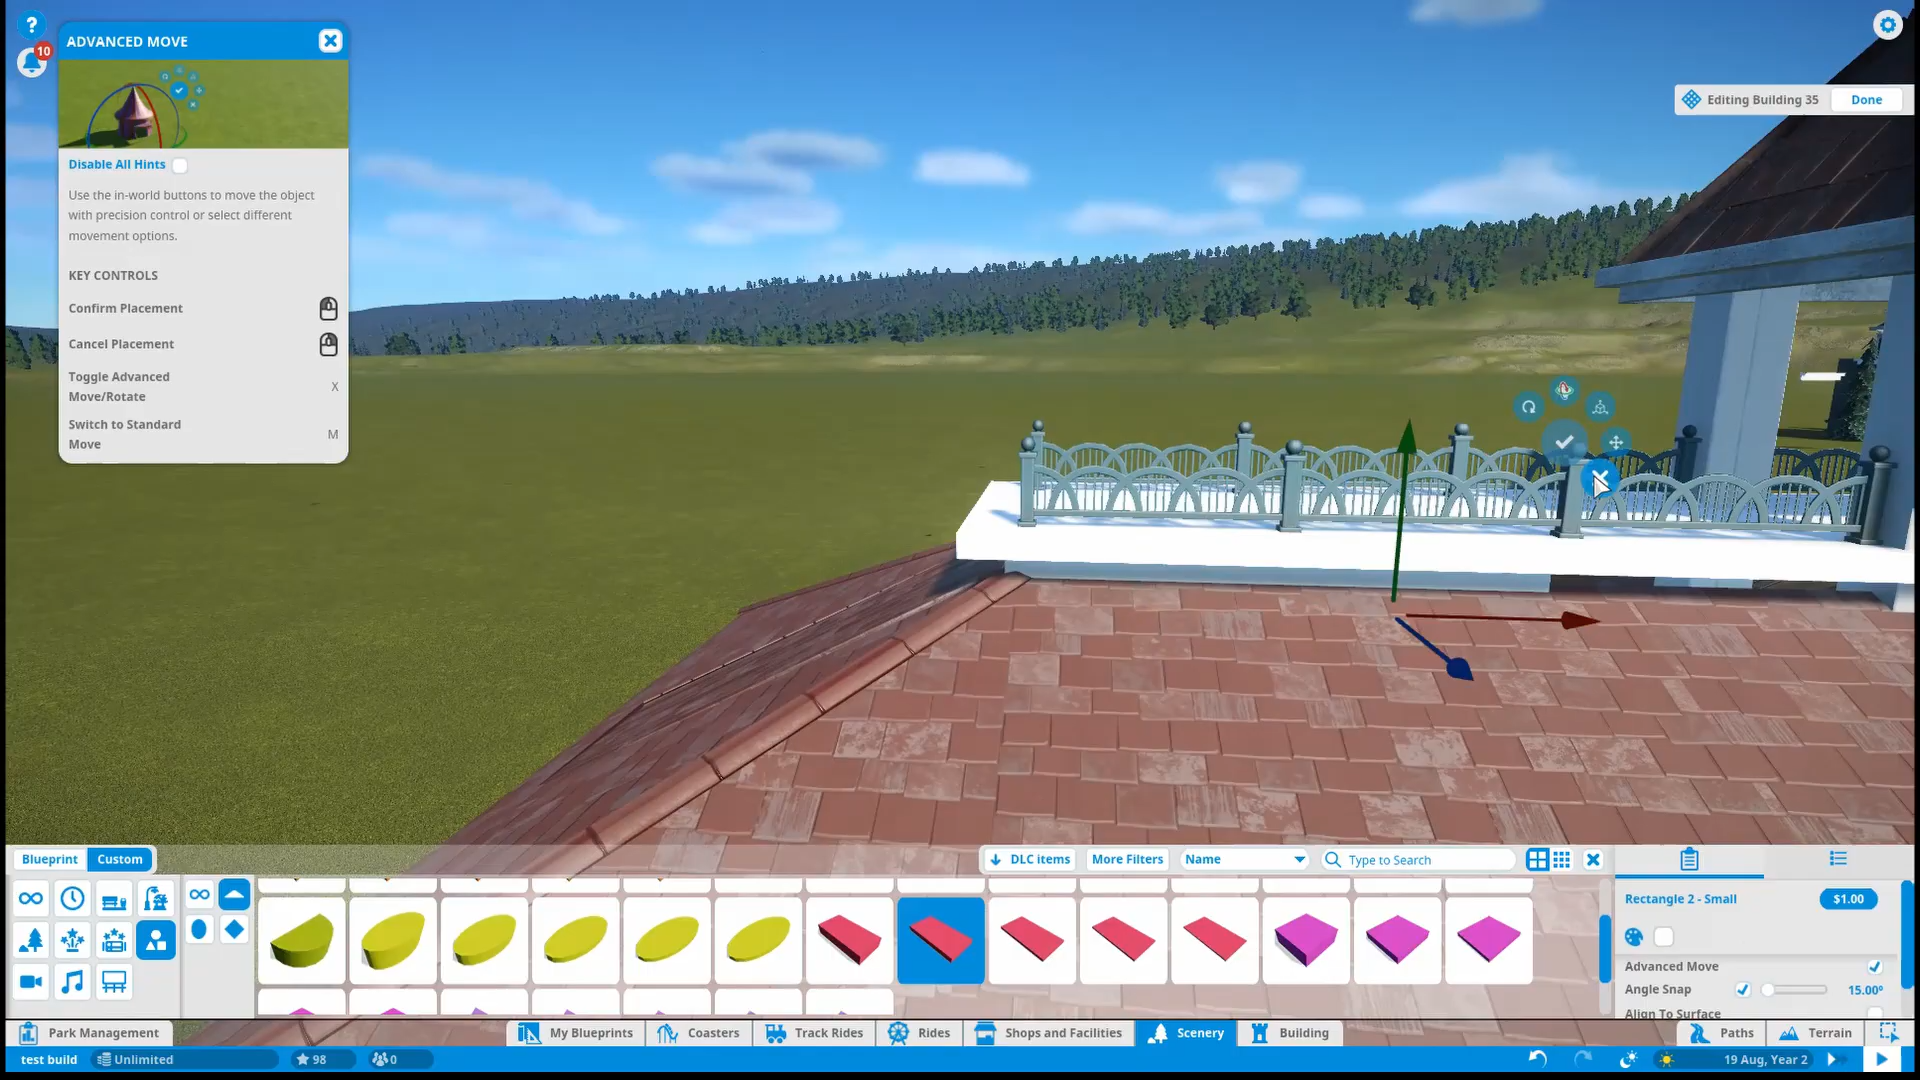 ?
10
ADVANCED MOVE
Disable All Hints
Use the in-world buttons to move the object
with precision control or select different
movement options.
KEY CONTROLS
Confirm Placement
Cancel Placement
Toggle Advanced
Move/Rotate
X
Switch to Standard
Move
M
Editing Building 35
Done
Blueprint
Custom
DLC items
More Filters
Name
Type to Search
Rectangle 2 - Small
$1.00
Advanced Move
Angle Snap
15.00°
Align To Surface
Park Management
My Blueprints
Coasters
Track Rides
Rides
Shops and Facilities
Scenery
Building
Paths
Terrain
test build
Unlimited
98
0
19 Aug, Year 2